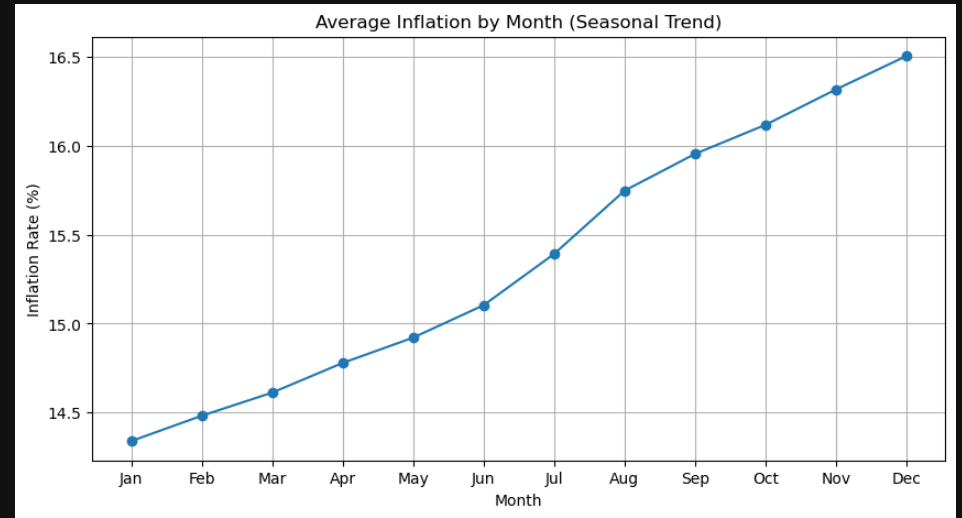 Average Inflation by Month (Seasonal Trend)
16.5
16.0
15.5
15.0
14.5
Inflation Rate (%)
Jan Feb Mar Apr May Jun Jul Aug Sep Oct Nov Dec
Month